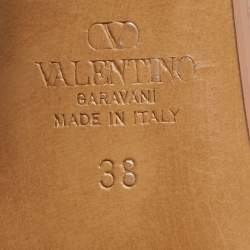 VALENTINO
GARAVANI
MADE IN ITALY
38